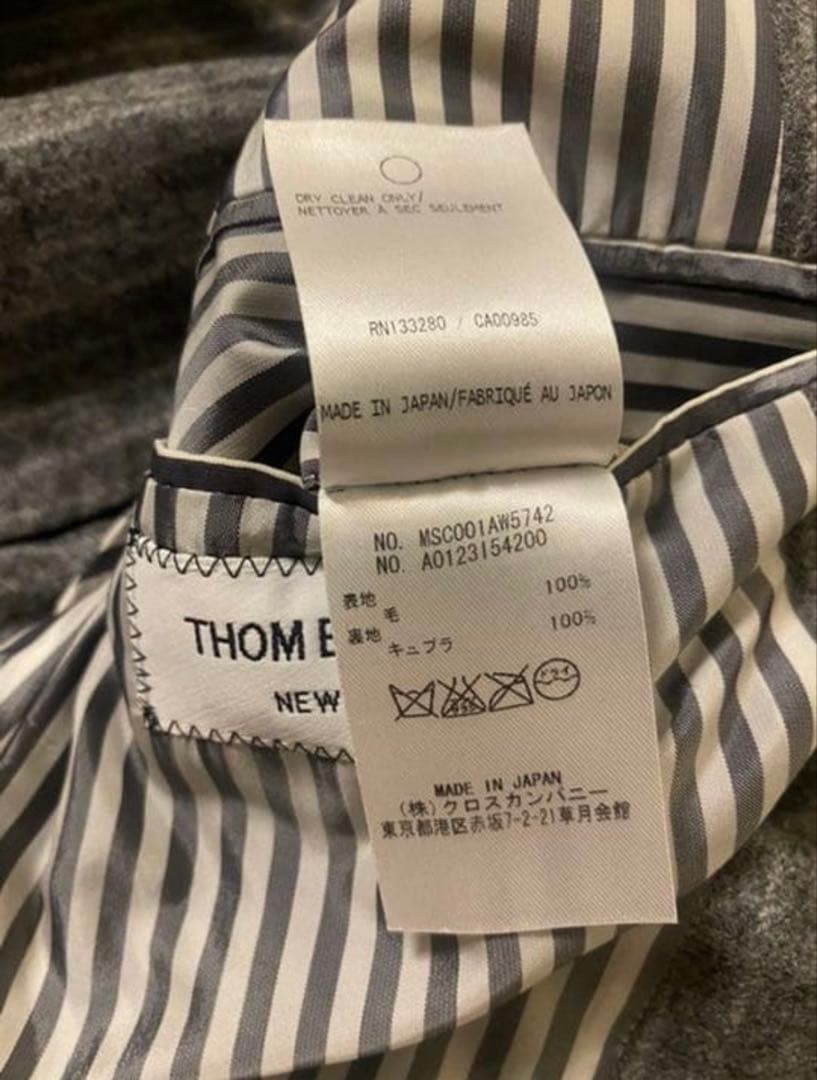 DRY CLEAN ONLY/
NETTOYER A SEC SEULEMENT
RN133280 / CA00985
MADE IN JAPAN/FABRIQUÉ AU JAPON
NO. MSC001AW5742
NO. A0123154200
表地 100%
毛
裏地 100%
キュプラ
ドライ
THOM
NEW
MADE IN JAPAN
(株)クロスカンパニー
東京都港区赤坂7-2-21草月会館